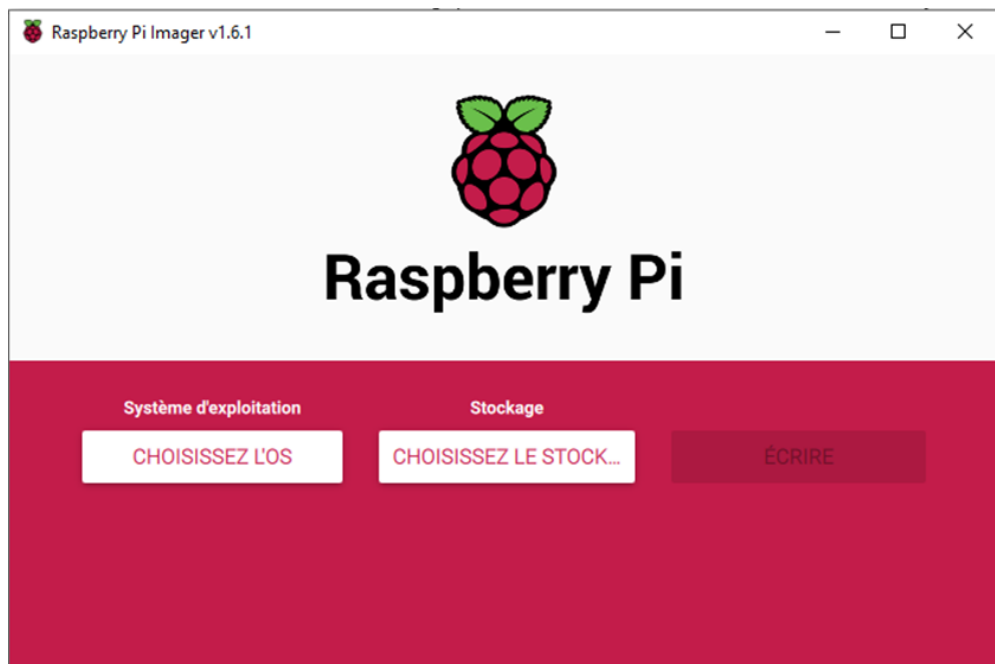 Raspberry Pi Imager v1.6.1
Raspberry Pi
Système d'exploitation
Stockage
CHOISISSEZ L'OS
CHOISISSEZ LE STOCK...
ÉCRIRE